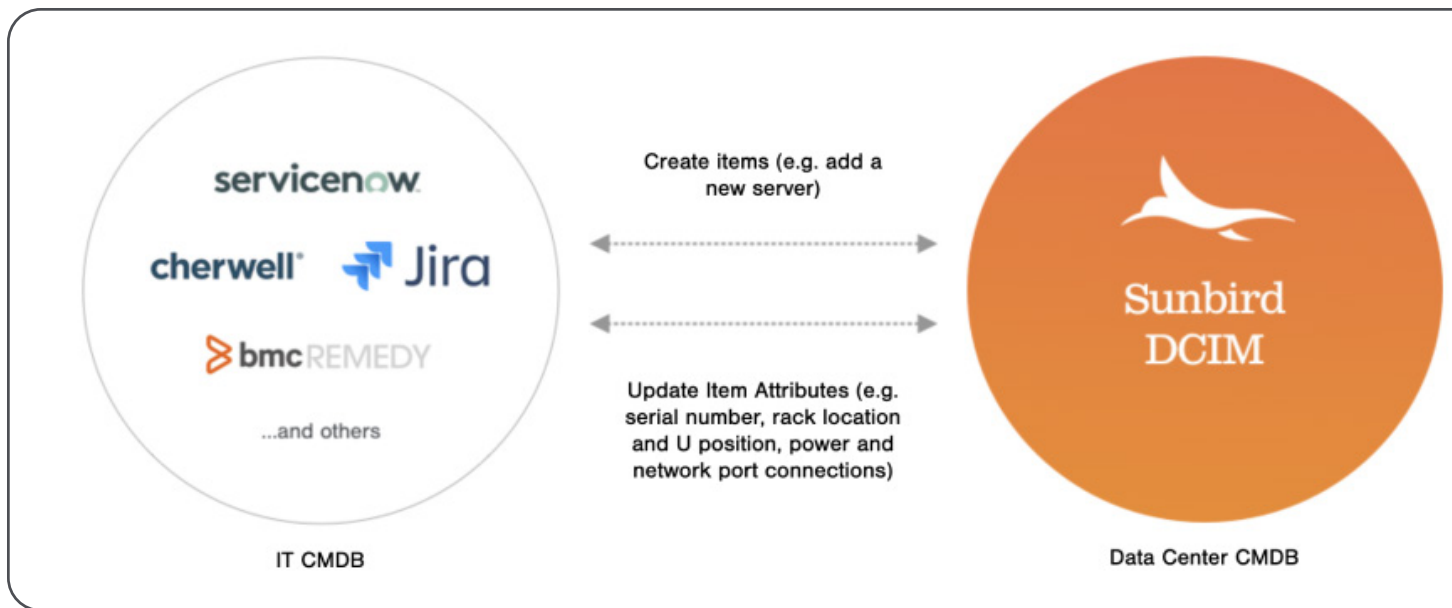 servicenow.
cherwell®
Jira
bmc REMEDY
...and others
IT CMDB
Create items (e.g. add a
new server)
Update Item Attributes (e.g.
serial number, rack location
and U position, power and
network port connections)
Sunbird
DCIM
Data Center CMDB